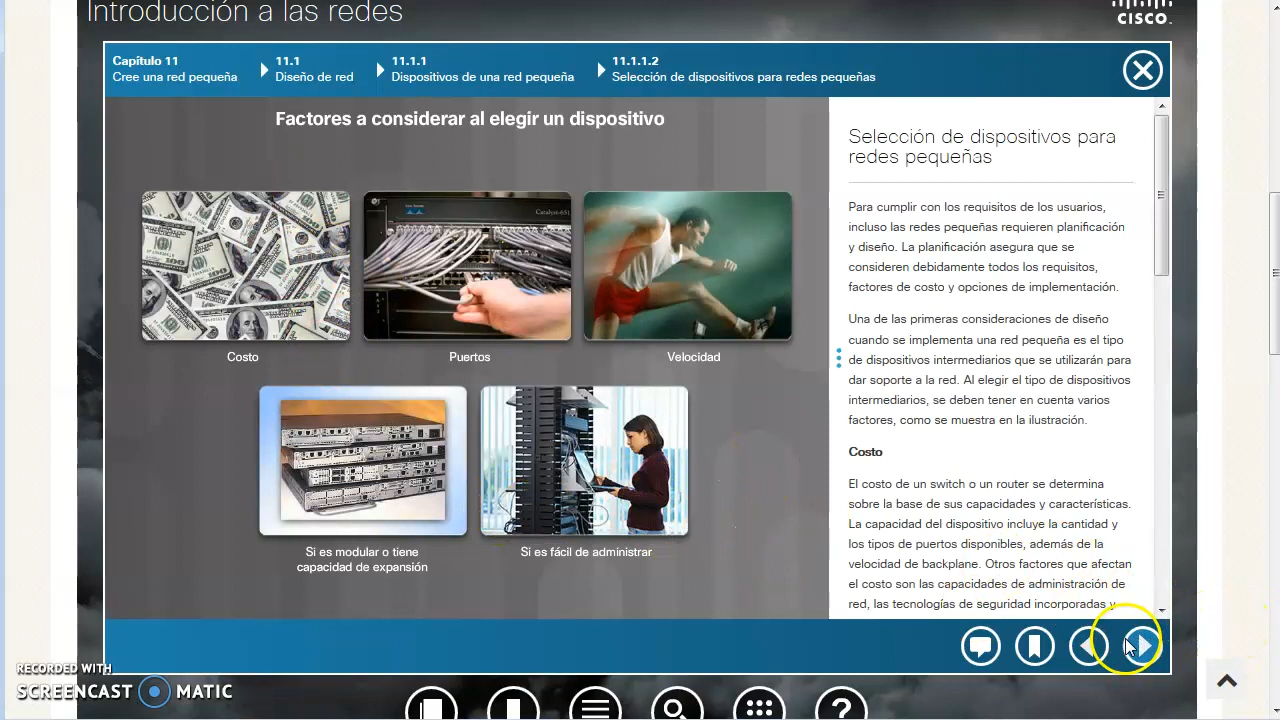 Introducción a las redes
CISCO.
Capítulo 11
Cree una red pequeña
11.1
Diseño de red
11.1.1
Dispositivos de una red pequeña
11.1.1.2
Selección de dispositivos para redes pequeñas
Factores a considerar al elegir un dispositivo
Costo
Puertos
Velocidad
Si es modular o tiene
capacidad de expansión
Si es fácil de administrar
Selección de dispositivos para
redes pequeñas
Para cumplir con los requisitos de los usuarios,
incluso las redes pequeñas requieren planificación
y diseño. La planificación asegura que se
consideren debidamente todos los requisitos,
factores de costo y opciones de implementación.
Una de las primeras consideraciones de diseño
cuando se implementa una red pequeña es el tipo
de dispositivos intermediarios que se utilizarán para
dar soporte a la red. Al elegir el tipo de dispositivos
intermediarios, se deben tener en cuenta varios
factores, como se muestra en la ilustración.
Costo
El costo de un switch o un router se determina
sobre la base de sus capacidades y características.
La capacidad del dispositivo incluye la cantidad y
los tipos de puertos disponibles, además de la
velocidad de backplane. Otros factores que afectan
el costo son las capacidades de administración de
red, las tecnologías de seguridad incorporadas y
RECORDED WITH
SCREENCAST MATIC